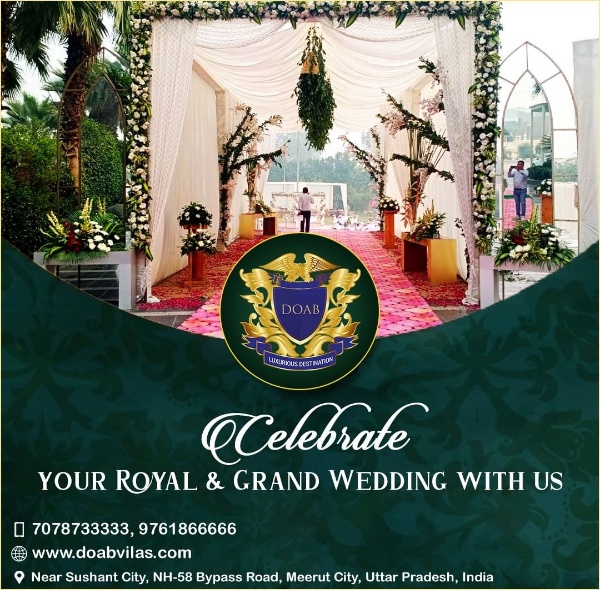 DOAB
LUXURIOUS DESTINATION
Celebrate
YOUR ROYAL & GRAND WEDDING WITH US
7078733333, 9761866666
www.doabvilas.com
Near Sushant City, NH-58 Bypass Road, Meerut City, Uttar Pradesh, India